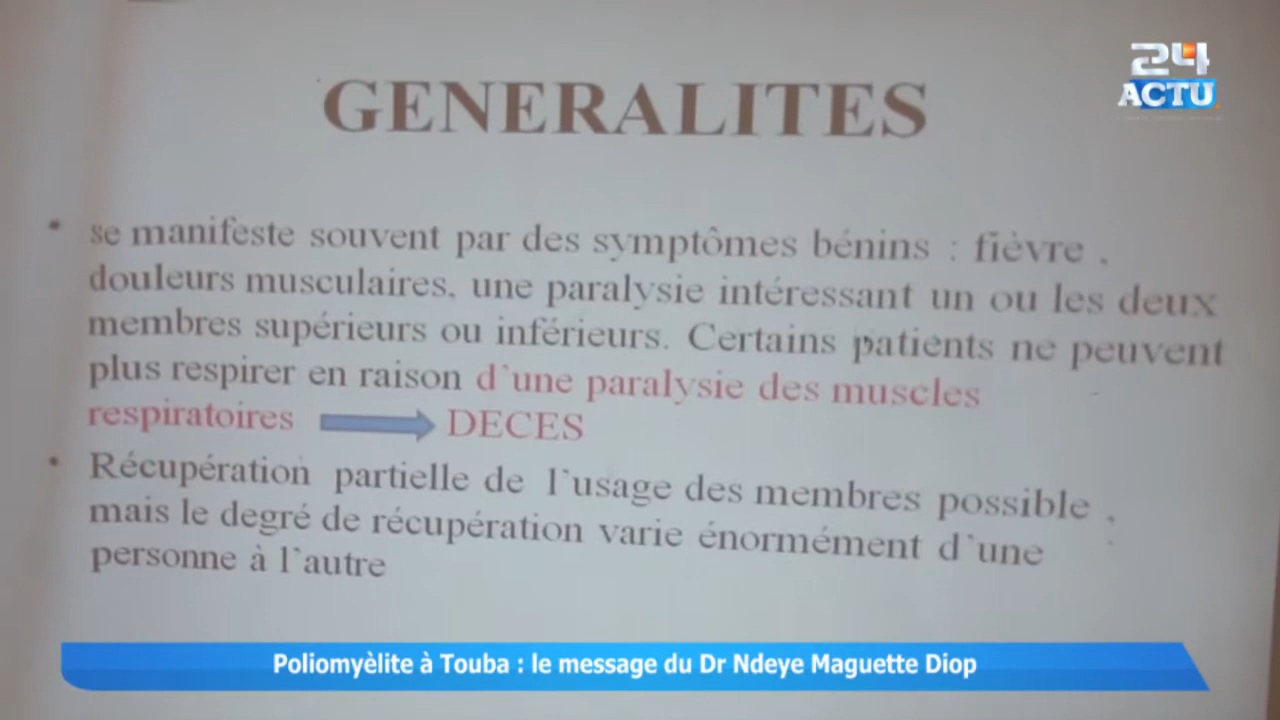 24
ACTU
GENERALITES
• se manifeste souvent par des symptômes bénins : fièvre ,
douleurs musculaires, une paralysie intéressant un ou les deux
membres supérieurs ou inférieurs. Certains patients ne peuvent
plus respirer en raison d'une paralysie des muscles
respiratoires DECES
• Récupération partielle de l'usage des membres possible ,
mais le degré de récupération varie énormément d'une
personne à l'autre
Poliomyèlite à Touba : le message du Dr Ndeye Maguette Diop